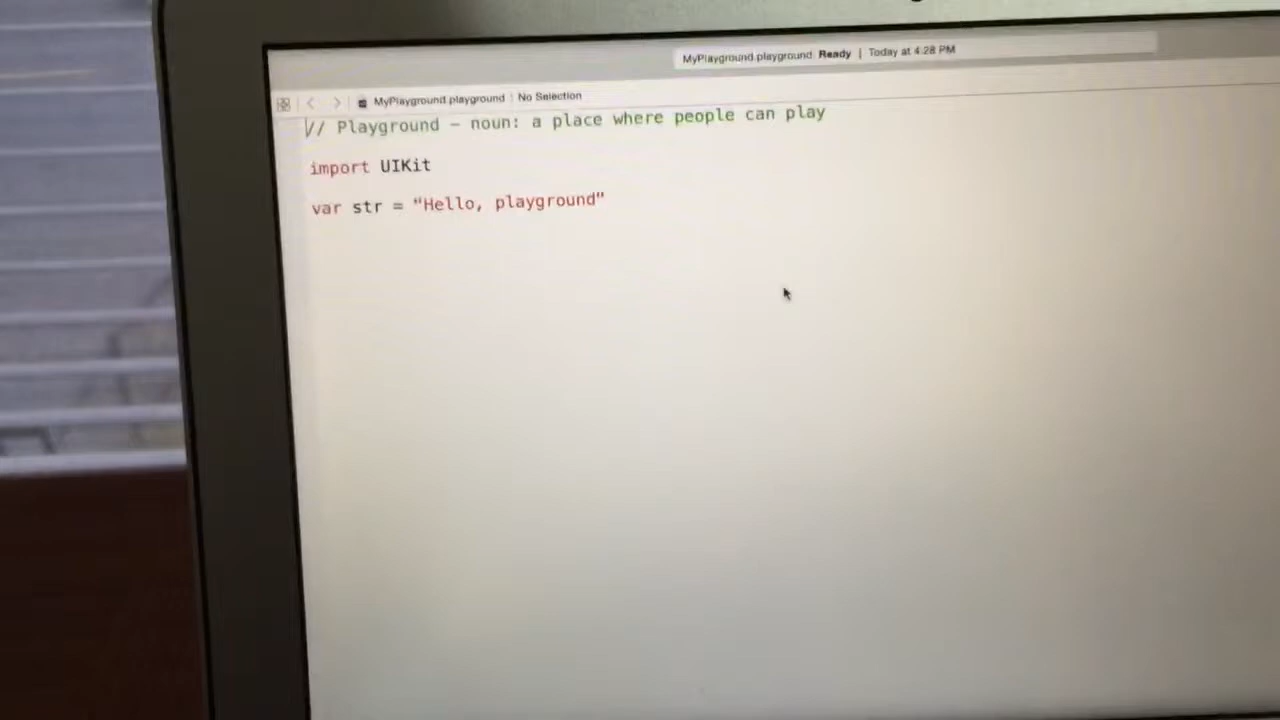 MyPlayground.playground: Ready | Today at 4:28 PM
MyPlayground.playground › No Selection
// Playground – noun: a place where people can play
import UIKit
var str = "Hello, playground"